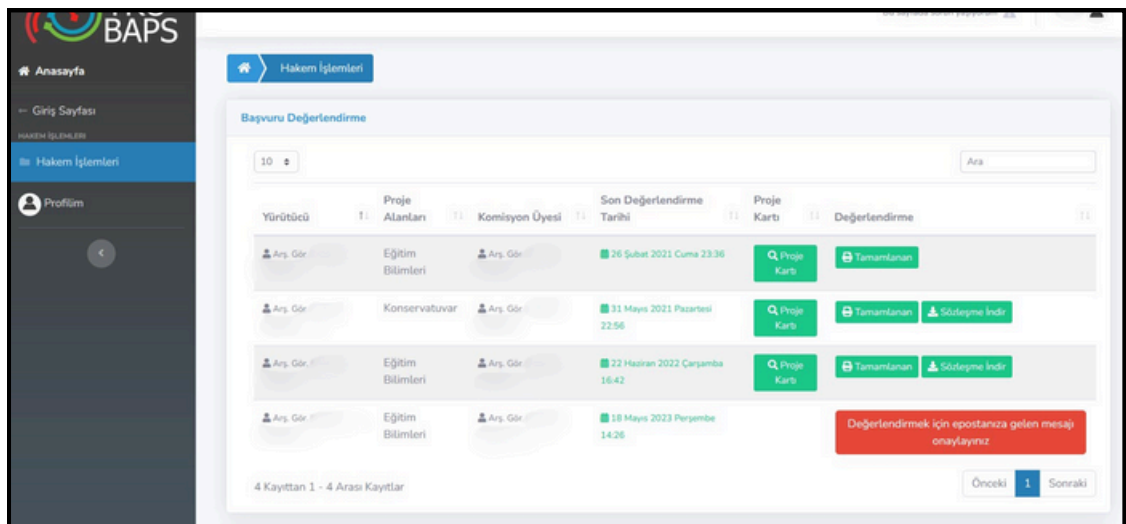 BAPS
Bu sayfada sorun yaşıyorum
Anasayfa
Hakem İşlemleri
Giriş Sayfası
HAKEM İŞLEMLERİ
Hakem İşlemleri
Profilim
Başvuru Değerlendirme
10
Ara
Yürütücü
Proje
Alanları
Komisyon Üyesi
Son Değerlendirme
Tarihi
Proje
Kartı
Değerlendirme
Arş. Gör.
Eğitim
Bilimleri
Arş. Gör.
26 Şubat 2021 Cuma 23:36
Proje
Kartı
Tamamlanan
Arş. Gör.
Konservatuvar
Arş. Gör.
31 Mayıs 2021 Pazartesi
22:56
Proje
Kartı
Tamamlanan
Sözleşme İndir
Arş. Gör.
Eğitim
Bilimleri
Arş. Gör.
22 Haziran 2022 Çarşamba
16:42
Proje
Kartı
Tamamlanan
Sözleşme İndir
Arş. Gör.
Eğitim
Bilimleri
Arş. Gör.
18 Mayıs 2023 Perşembe
14:26
Değerlendirmek için epostanıza gelen mesajı
onaylayınız
4 Kayıttan 1 - 4 Arası Kayıtlar
Önceki
1
Sonraki